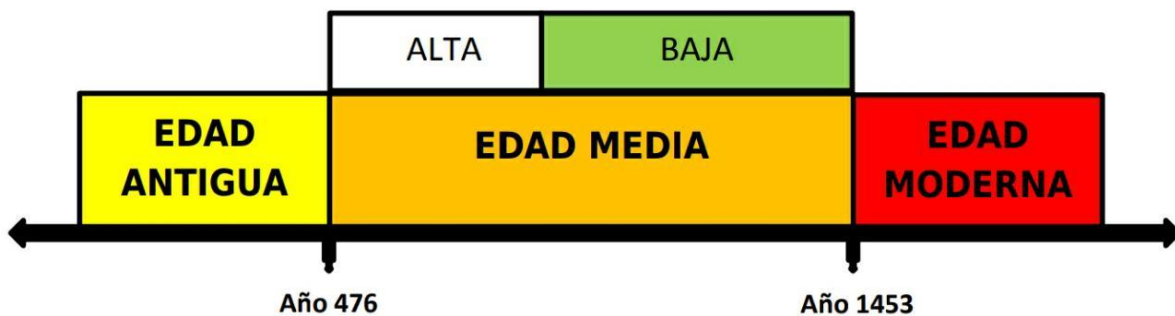 ALTA
BAJA
EDAD
ANTIGUA
EDAD MEDIA
EDAD
MODERNA
Año 476
Año 1453